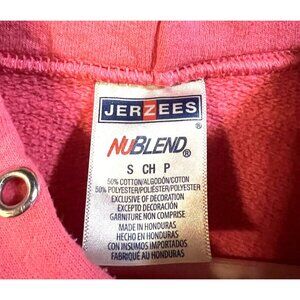 JERZEES
®
NUBLEND®
S CH P
50% COTTON/ALGODÓN/COTON
50% POLYESTER/POLIÉSTER/POLYESTER
EXCLUSIVE OF DECORATION
EXCEPTO DECORACIÓN
GARNITURE NON COMPRISE
MADE IN HONDURAS
HECHO EN HONDURAS
CON INSUMOS IMPORTADOS
FABRIQUÉ AU HONDURAS